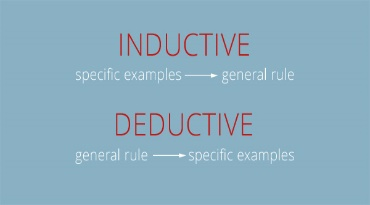 INDUCTIVE
specific examples → general rule
DEDUCTIVE
general rule → specific examples